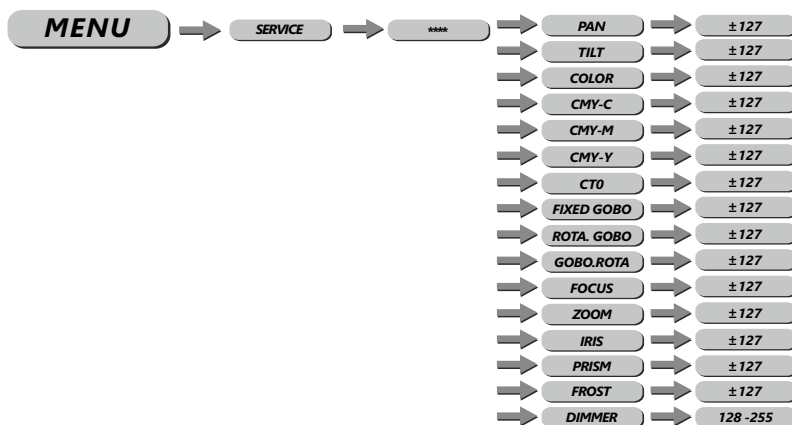 MENU SERVICE **** PAN ±127
TILT ±127
COLOR ±127
CMY-C ±127
CMY-M ±127
CMY-Y ±127
CT0 ±127
FIXED GOBO ±127
ROTA. GOBO ±127
GOBO.ROTA ±127
FOCUS ±127
ZOOM ±127
IRIS ±127
PRISM ±127
FROST ±127
DIMMER 128 -255